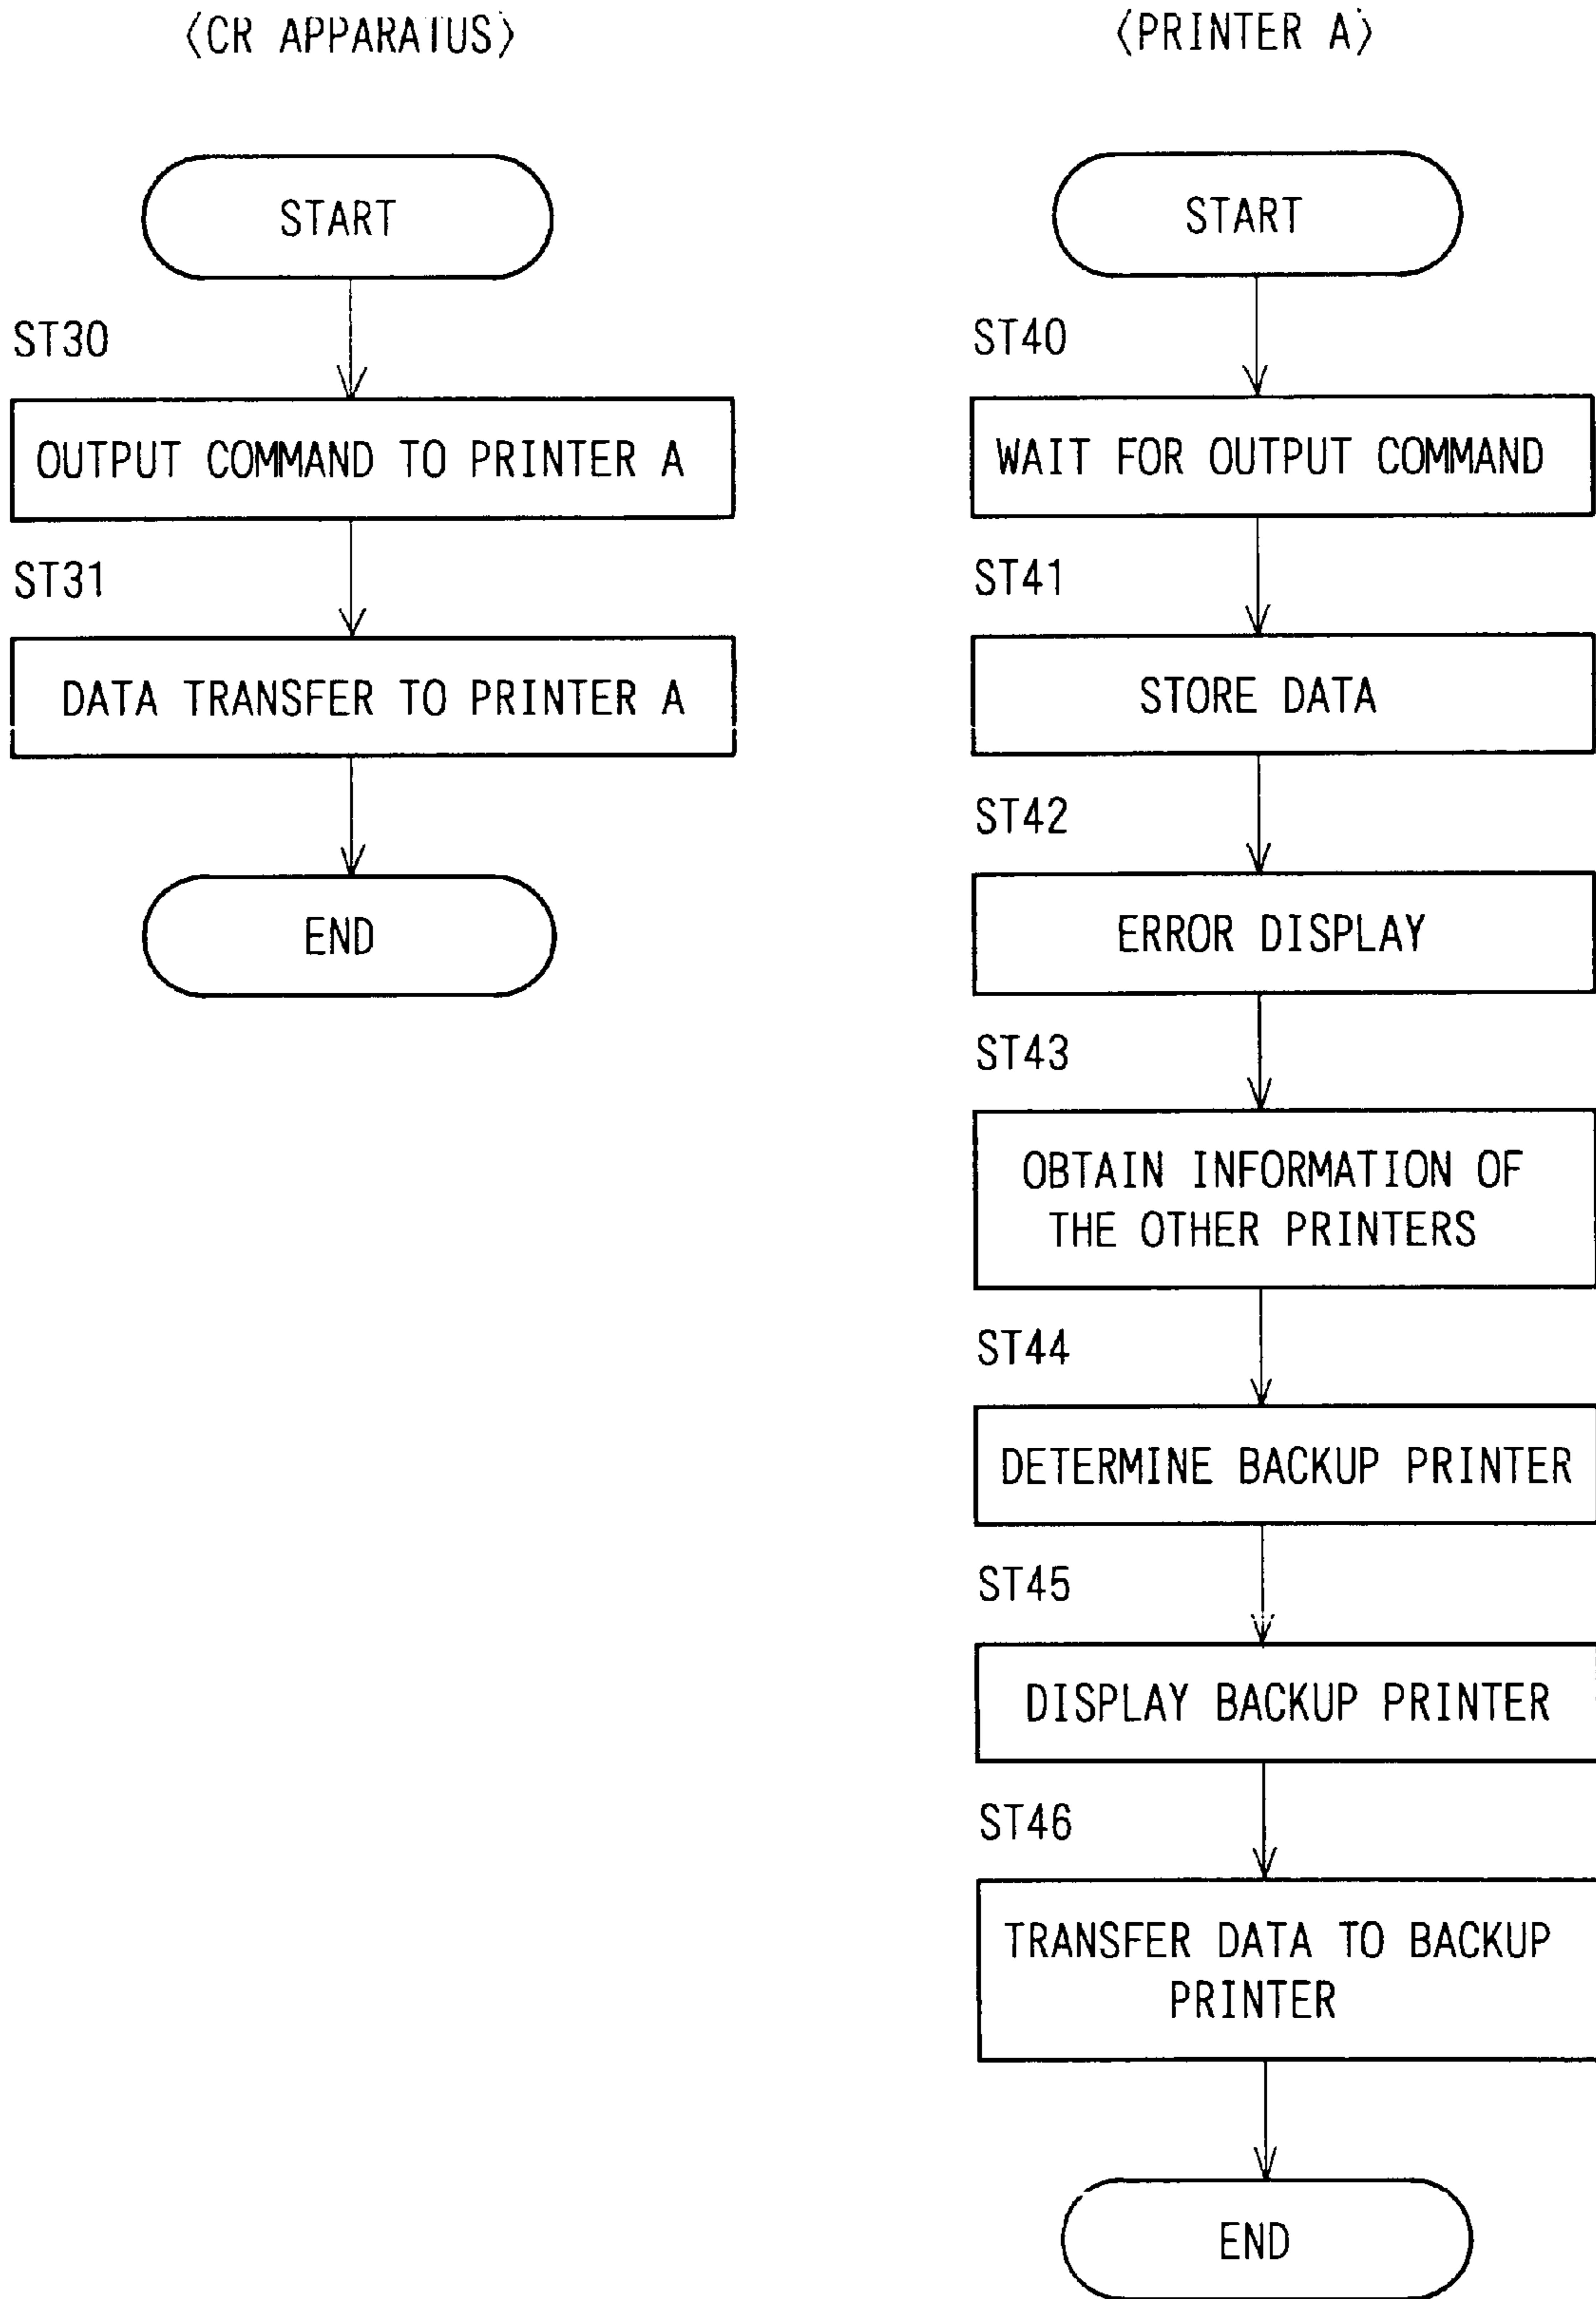 〈CR APPARATUS〉
START
ST30
OUTPUT COMMAND TO PRINTER A
ST31
DATA TRANSFER TO PRINTER A
END
〈PRINTER A〉
START
ST40
WAIT FOR OUTPUT COMMAND
ST41
STORE DATA
ST42
ERROR DISPLAY
ST43
OBTAIN INFORMATION OF
THE OTHER PRINTERS
ST44
DETERMINE BACKUP PRINTER
ST45
DISPLAY BACKUP PRINTER
ST46
TRANSFER DATA TO BACKUP
PRINTER
END